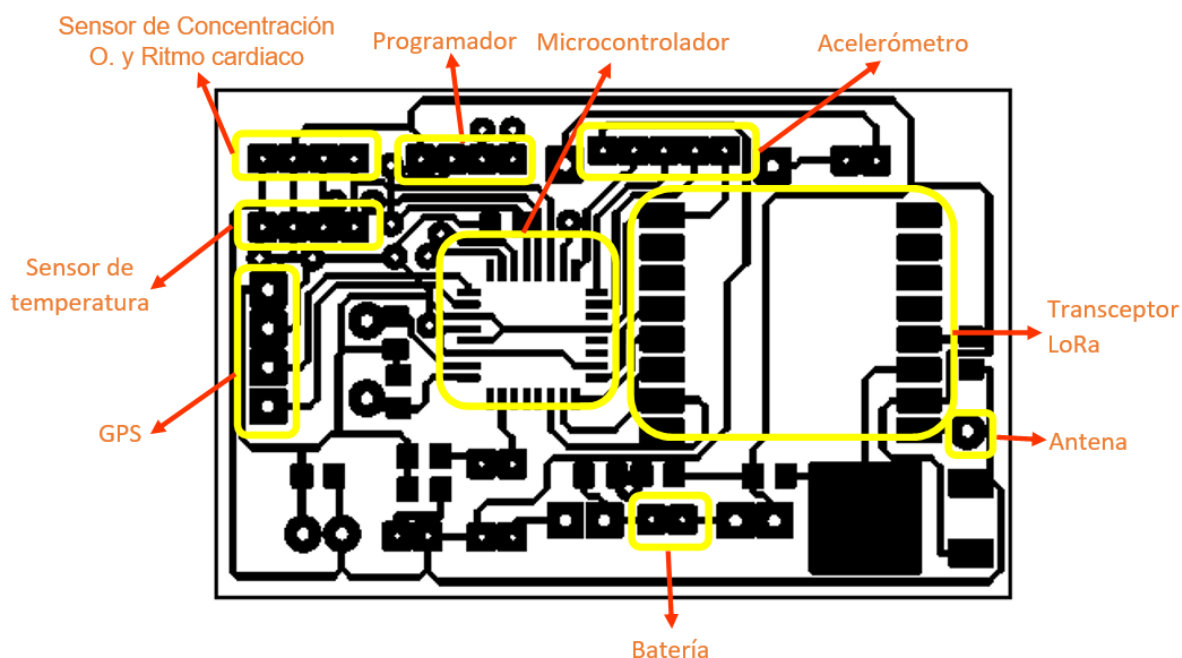 Sensor de Concentración
O. y Ritmo cardiaco
Programador
Microcontrolador
Acelerómetro
Sensor de
temperatura
Transceptor
LoRa
GPS
Antena
Batería